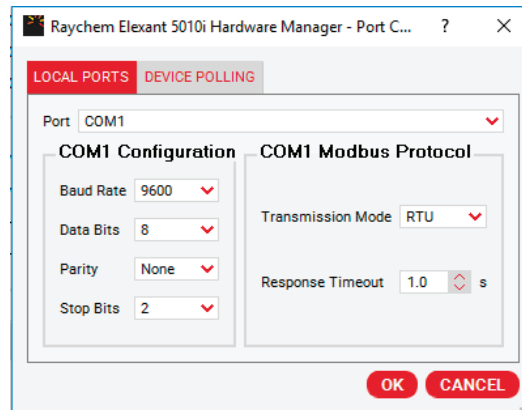 Raychem Elexant 5010i Hardware Manager - Port C... ?
LOCAL PORTS DEVICE POLLING
Port COM1
COM1 Configuration
Baud Rate 9600
Data Bits 8
Parity None
Stop Bits 2
COM1 Modbus Protocol
Transmission Mode RTU
Response Timeout 1.0 s
OK CANCEL